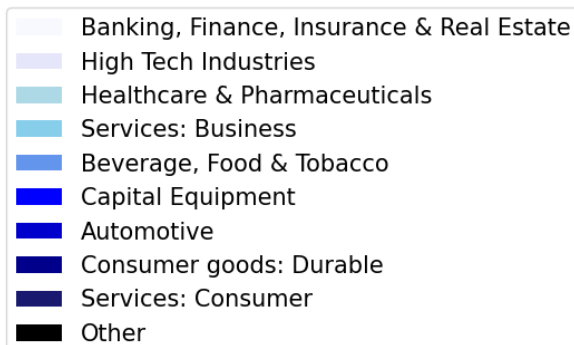 Banking, Finance, Insurance & Real Estate
High Tech Industries
Healthcare & Pharmaceuticals
Services: Business
Beverage, Food & Tobacco
Capital Equipment
Automotive
Consumer goods: Durable
Services: Consumer
Other